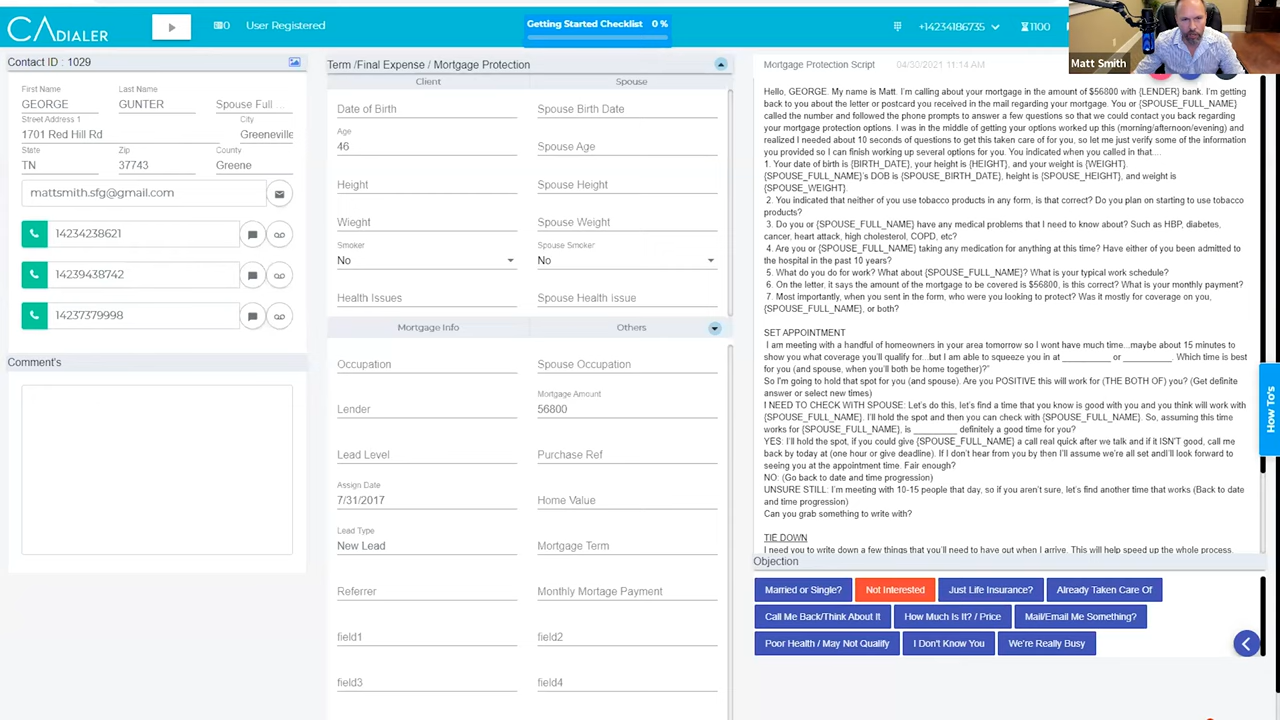 CADIALER
0
User Registered
Getting Started Checklist 0 %
+14234186735
1100
Matt Smith
Contact ID : 1029
First Name
Last Name
GEORGE
GUNTER
Spouse Full ...
Street Address 1
City
1701 Red Hill Rd
Greeneville
State
Zip
County
TN
37743
Greene
mattsmith.sfg@gmail.com
14234238621
14239438742
14237379998
Comment's
Term /Final Expense / Mortgage Protection
Client
Spouse
Date of Birth
Spouse Birth Date
Age
46
Spouse Age
Height
Spouse Height
Wieght
Spouse Weight
Smoker
Spouse Smoker
No
No
Health Issues
Spouse Health Issue
Mortgage Info
Others
Occupation
Spouse Occupation
Mortgage Amount
Lender
56800
Lead Level
Purchase Ref
Assign Date
7/31/2017
Home Value
Lead Type
New Lead
Mortgage Term
Referrer
Monthly Mortage Payment
field1
field2
field3
field4
Mortgage Protection Script
04/30/2021 11:14 AM
Hello, GEORGE. My name is Matt. I'm calling about your mortgage in the amount of $56800 with {LENDER} bank. I'm getting
back to you about the letter or postcard you received in the mail regarding your mortgage. You or {SPOUSE_FULL_NAME}
called the number and followed the phone prompts to answer a few questions so that we could contact you back regarding
your mortgage protection options. I was in the middle of getting your options worked up this (morning/afternoon/evening) and
realized I needed about 10 seconds of questions to get this taken care of for you, so let me just verify some of the information
you provided so I can finish working up several options for you. You indicated when you called in that....
1. Your date of birth is {BIRTH_DATE}, your height is {HEIGHT}, and your weight is {WEIGHT}.
{SPOUSE_FULL_NAME}'s DOB is {SPOUSE_BIRTH_DATE}, height is {SPOUSE_HEIGHT}, and weight is
{SPOUSE_WEIGHT}.
2. You indicated that neither of you use tobacco products in any form, is that correct? Do you plan on starting to use tobacco
products?
3. Do you or {SPOUSE_FULL_NAME} have any medical problems that I need to know about? Such as HBP, diabetes,
cancer, heart attack, high cholesterol, COPD, etc?
4. Are you or {SPOUSE_FULL_NAME} taking any medication for anything at this time? Have either of you been admitted to
the hospital in the past 10 years?
5. What do you do for work? What about {SPOUSE_FULL_NAME}? What is your typical work schedule?
6. On the letter, it says the amount of the mortgage to be covered is $56800, is this correct? What is your monthly payment?
7. Most importantly, when you sent in the form, who were you looking to protect? Was it mostly for coverage on you,
{SPOUSE_FULL_NAME}, or both?
SET APPOINTMENT
I am meeting with a handful of homeowners in your area tomorrow so I wont have much time...maybe about 15 minutes to
show you what coverage you'll qualify for...but I am able to squeeze you in at __________ or __________. Which time is best
for you (and spouse, when you'll both be home together)?"
So I'm going to hold that spot for you (and spouse). Are you POSITIVE this will work for (THE BOTH OF) you? (Get definite
answer or select new times)
I NEED TO CHECK WITH SPOUSE: Let's do this, let's find a time that you know is good with you and you think will work with
{SPOUSE_FULL_NAME}. I'll hold the spot and then you can check with {SPOUSE_FULL_NAME}. So, assuming this time
works for {SPOUSE_FULL_NAME}, is _________ definitely a good time for you?
YES: I'll hold the spot, if you could give {SPOUSE_FULL_NAME} a call real quick after we talk and if it ISN'T good, call me
back by today at (one hour or give deadline). If I don't hear from you by then I'll assume we're all set andI'll look forward to
seeing you at the appointment time. Fair enough?
NO: (Go back to date and time progression)
UNSURE STILL: I'm meeting with 10-15 people that day, so if you aren't sure, let's find another time that works (Back to date
and time progression)
Can you grab something to write with?
TIE DOWN
I need you to write down a few things that you'll need to have out when I arrive. This will help speed up the whole process.
Objection
Married or Single?
Not Interested
Just Life Insurance?
Already Taken Care Of
Call Me Back/Think About It
How Much Is It? / Price
Mail/Email Me Something?
Poor Health / May Not Qualify
I Don't Know You
We're Really Busy
How To's